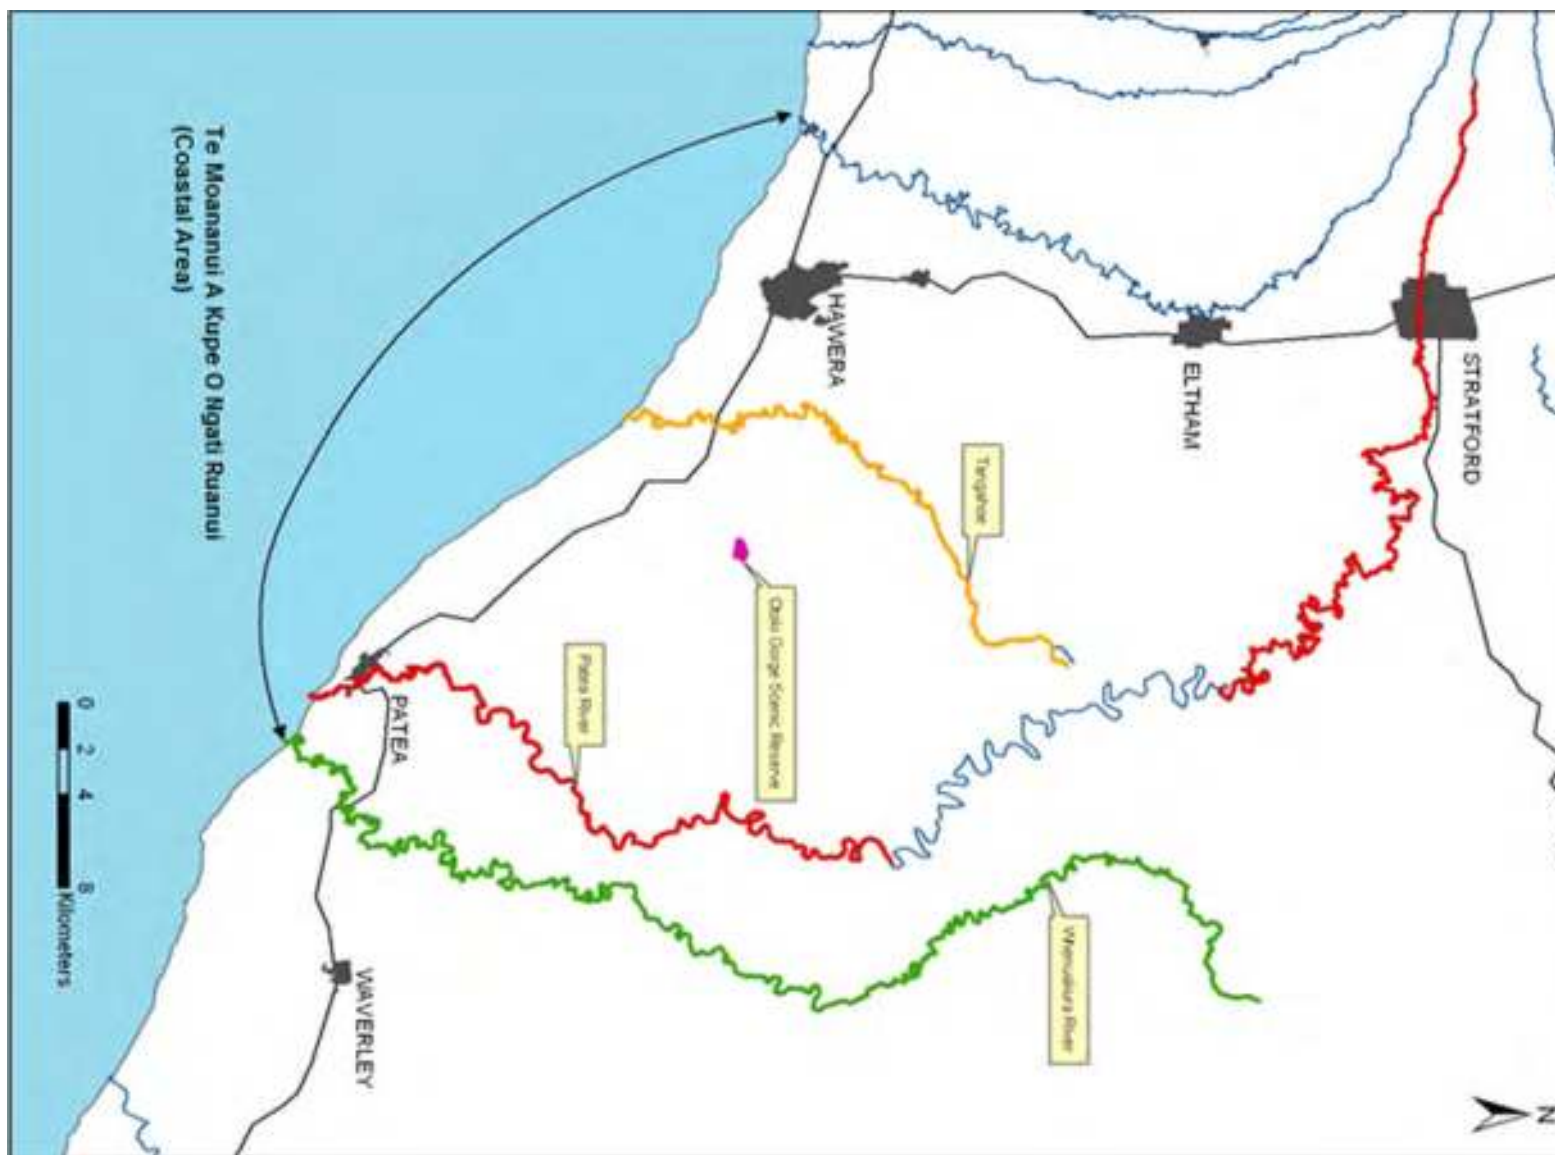 N
STRATFORD
ELTHAM
Whenuakura River
Tangahoe
HAWERA
Otoki Gorge Scenic Reserve
Patea River
PATEA
WAVERLEY
Te Moananui A Kupe O Ngati Ruanui
(Coastal Area)
0 2 4 8
Kilometers